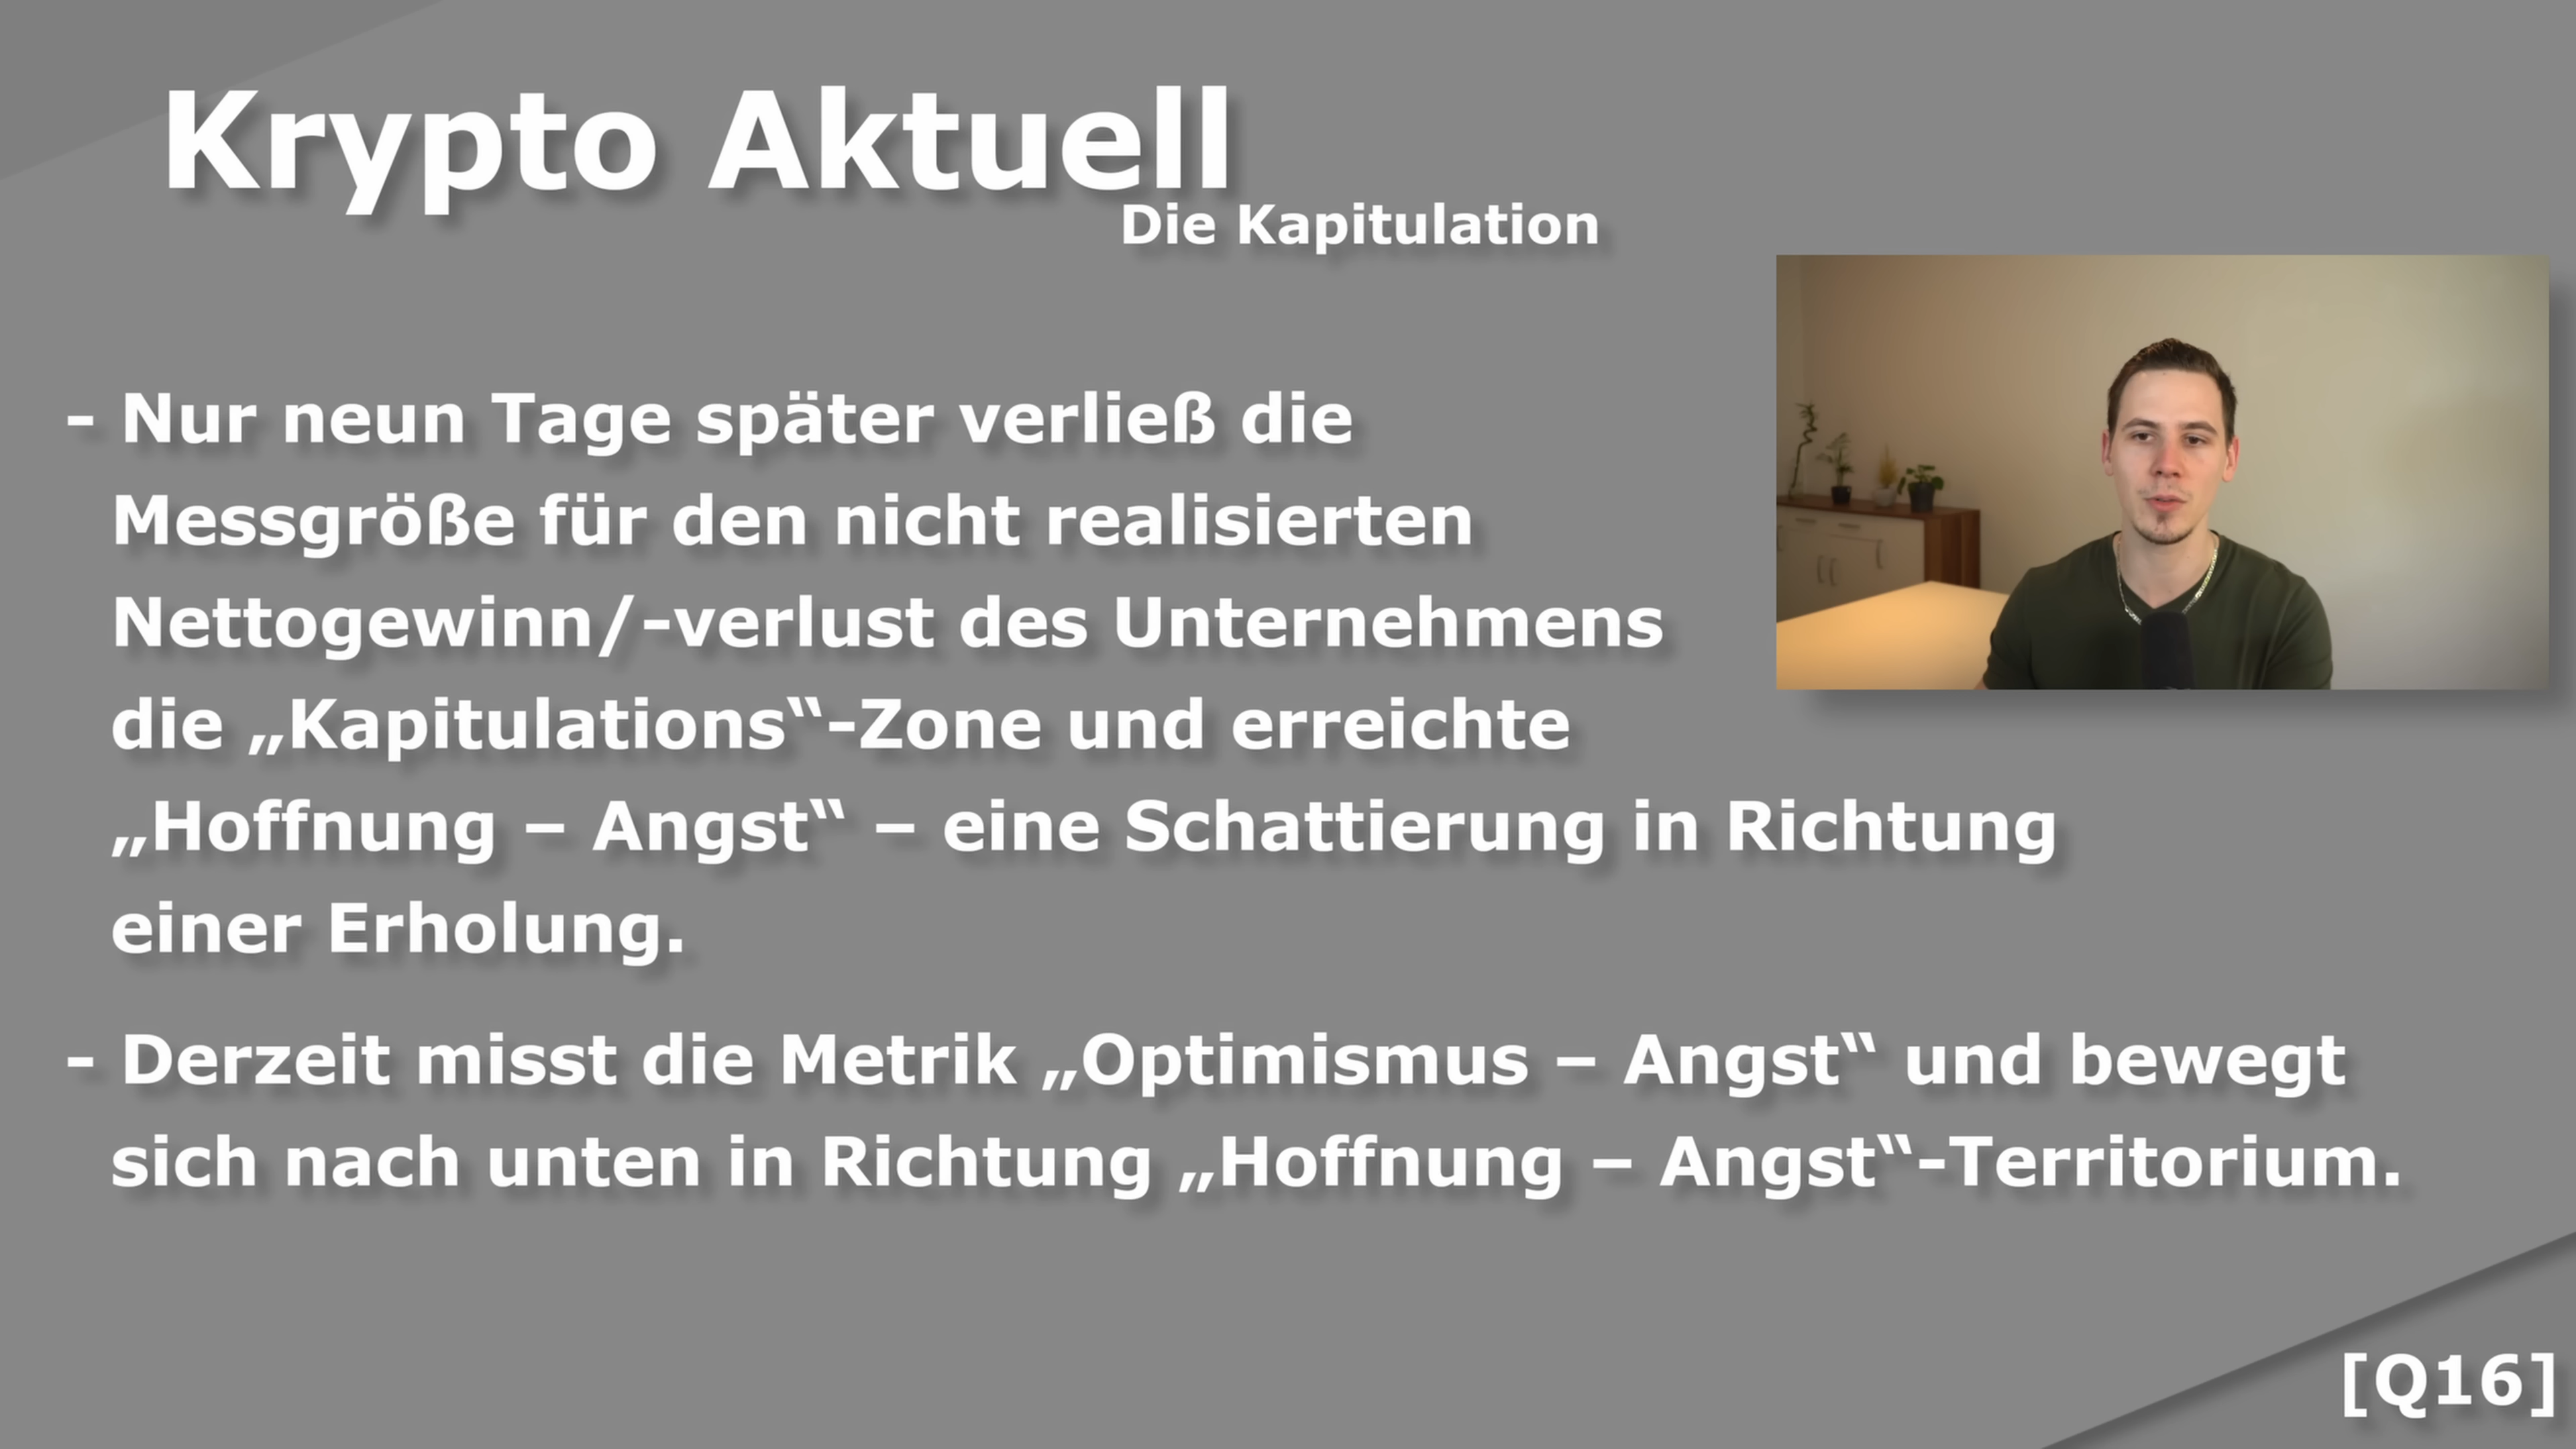 Krypto Aktuell
Die Kapitulation
- Nur neun Tage später verließ die
Messgröße für den nicht realisierten
Nettogewinn/-verlust des Unternehmens
die „Kapitulations“-Zone und erreichte
„Hoffnung – Angst“ – eine Schattierung in Richtung
einer Erholung.
- Derzeit misst die Metrik „Optimismus – Angst“ und bewegt
sich nach unten in Richtung „Hoffnung – Angst“-Territorium.
[Q16]